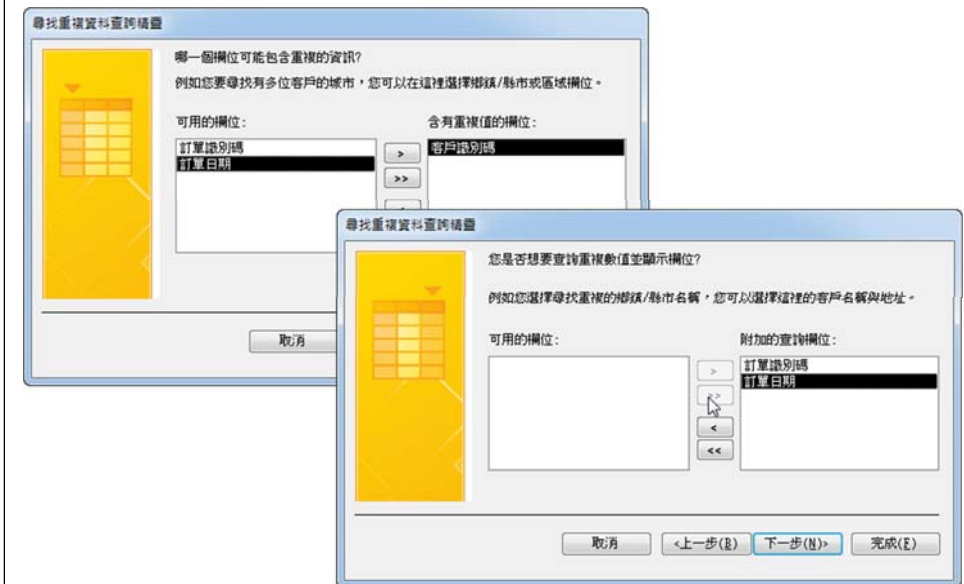 尋找重複資料查詢精靈
哪一個欄位可能包含重複的資訊?
例如您要尋找有多位客戶的城市，您可以在這裡選擇鄉鎮/縣市或區域欄位。
可用的欄位:
含有重複值的欄位:
訂單識別碼
訂單日期
>
>>
客戶識別碼
取消
尋找重複資料查詢精靈
您是否想要查詢重複數值並顯示欄位?
例如您選擇尋找重複的鄉鎮/縣市名稱，您可以選擇這裡的客戶名稱與地址。
可用的欄位:
附加的查詢欄位:
>
>>
<
<<
訂單識別碼
訂單日期
取消
<上一步(B)
下一步(N)>
完成(F)